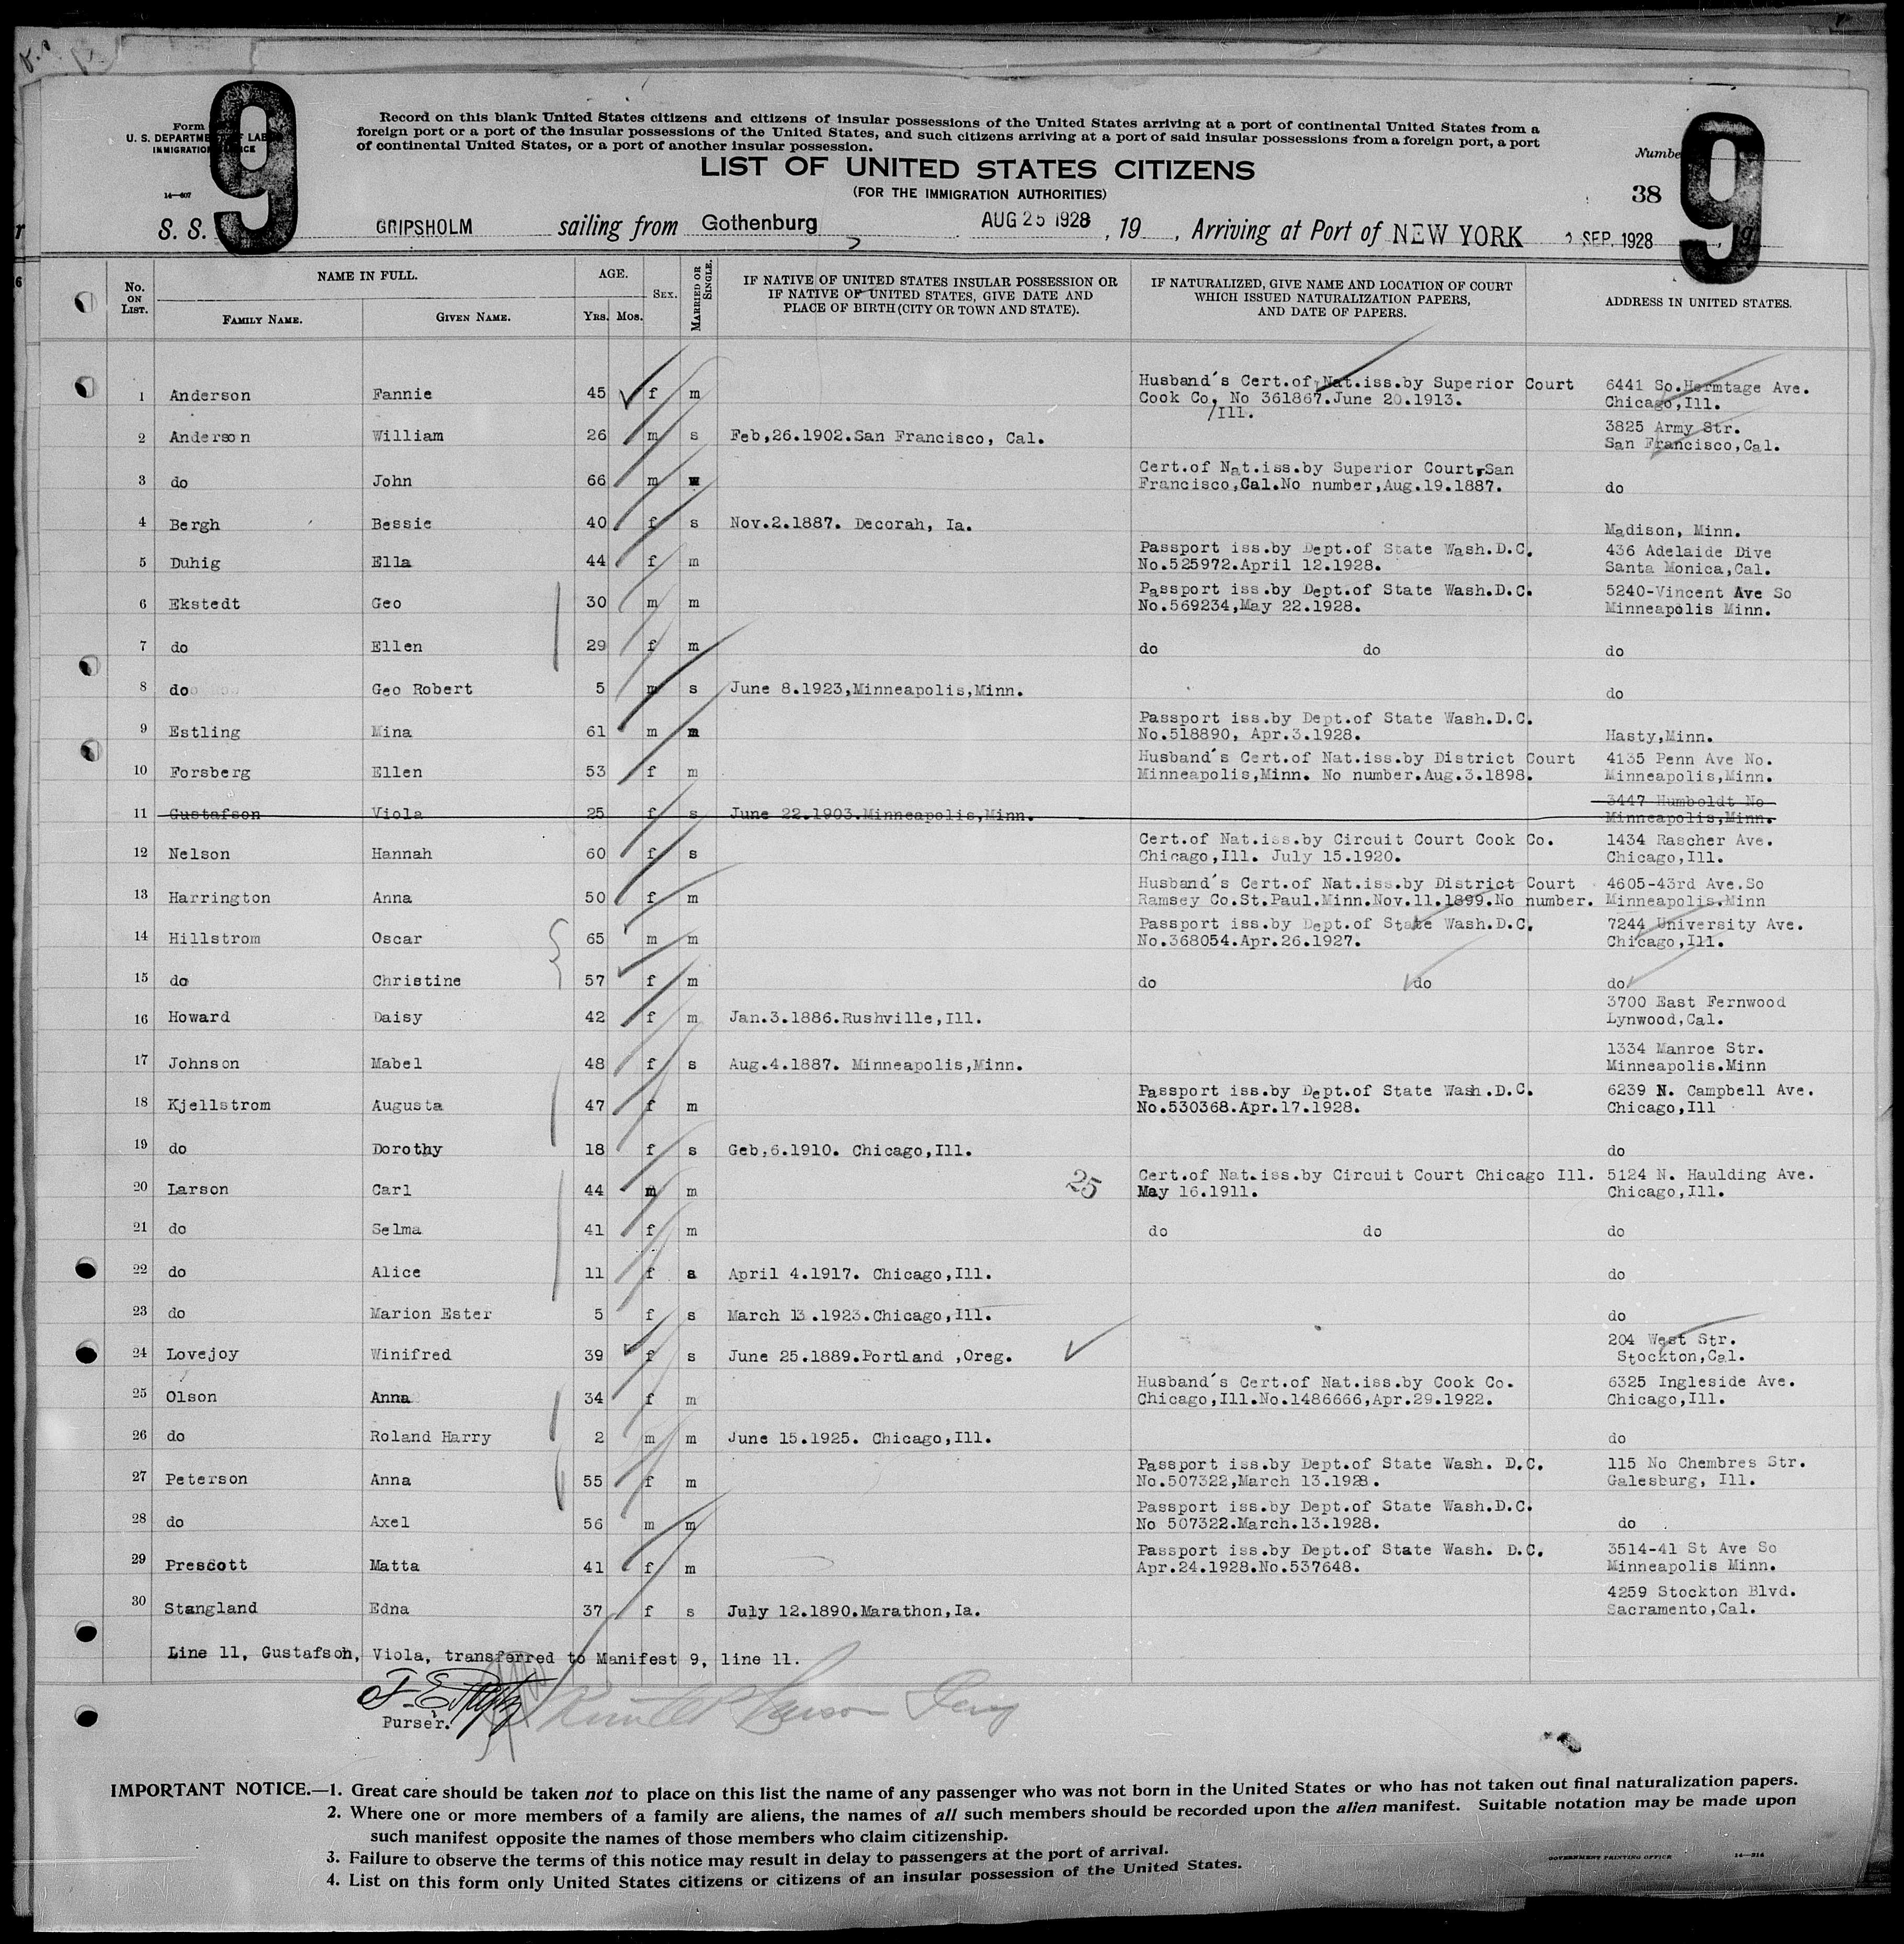 9
9
Form
U. S. DEPARTMENT OF LABOR
IMMIGRATION SERVICE
14—607
Record on this blank United States citizens and citizens of insular possessions of the United States arriving at a port of continental United States from a
foreign port or a port of the insular possessions of the United States, and such citizens arriving at a port of said insular possessions from a foreign port, a port
of continental United States, or a port of another insular possession.
LIST OF UNITED STATES CITIZENS
(FOR THE IMMIGRATION AUTHORITIES)
Number
38
S. S. GRIPSHOLM sailing from Gothenburg AUG 25 1928, 19 , Arriving at Port of NEW YORK SEP. 1928 , 19
No. ON LIST. NAME IN FULL. FAMILY NAME. GIVEN NAME. AGE. YRS. MOS. SEX. MARRIED OR SINGLE. IF NATIVE OF UNITED STATES INSULAR POSSESSION OR IF NATIVE OF UNITED STATES, GIVE DATE AND PLACE OF BIRTH (CITY OR TOWN AND STATE). IF NATURALIZED, GIVE NAME AND LOCATION OF COURT WHICH ISSUED NATURALIZATION PAPERS, AND DATE OF PAPERS. ADDRESS IN UNITED STATES.
1 Anderson Fannie 45 f m Husband's Cert.of Nat.iss.by Superior Court 6441 So.Hermtage Ave.
Cook Co, No 361867.June 20.1913. Chicago,Ill.
/Ill.
2 Anderson William 26 m s Feb,26.1902.San Francisco, Cal. 3825 Army Str.
San Francisco,Cal.
3 do John 66 m w Cert.of Nat.iss.by Superior Court,San
Francisco,Cal.No number,Aug.19.1887. do
4 Bergh Bessie 40 f s Nov.2.1887. Decorah, Ia. Madison, Minn.
5 Duhig Ella 44 f m Passport iss.by Dept.of State Wash.D.C. 436 Adelaide Dive
No.525972.April 12.1928. Santa Monica,Cal.
6 Ekstedt Geo 30 m m Passport iss.by Dept.of State Wash.D.C. 5240-Vincent Ave So
No.569234,May 22.1928. Minneapolis Minn.
7 do Ellen 29 f m do do do
8 do Geo Robert 5 m s June 8.1923,Minneapolis,Minn. do
9 Estling Mina 61 m m Passport iss.by Dept.of State Wash.D.C.
No.518890, Apr.3.1928. Hasty,Minn.
10 Forsberg Ellen 53 f m Husband's Cert.of Nat.iss.by District Court 4135 Penn Ave No.
Minneapolis,Minn. No number.Aug.3.1898. Minneapolis,Minn.
11 Gustafson Viola 25 f s June 22.1903.Minneapolis,Minn. 3447 Humboldt No
Minneapolis,Minn.
12 Nelson Hannah 60 f s Cert.of Nat.iss.by Circuit Court Cook Co. 1434 Rascher Ave.
Chicago,Ill. July 15.1920. Chicago,Ill.
13 Harrington Anna 50 f m Husband's Cert.of Nat.iss.by District Court 4605-43rd Ave.So
Ramsey Co.St.Paul.Minn.Nov.11.1899.No number. Minneapolis.Minn
14 Hillstrom Oscar 65 m m Passport iss.by Dept.of State Wash.D.C. 7244 University Ave.
No.368054.Apr.26.1927. Chicago,Ill.
15 do Christine 57 f m do do do
16 Howard Daisy 42 f m Jan.3.1886.Rushville,Ill. 3700 East Fernwood
Lynwood,Cal.
17 Johnson Mabel 48 f s Aug.4.1887. Minneapolis,Minn. 1334 Manroe Str.
Minneapolis.Minn
18 Kjellstrom Augusta 47 f m Passport iss.by Dept.of State Wash.D.C. 6239 N. Campbell Ave.
No.530368.Apr.17.1928. Chicago,Ill
19 do Dorothy 18 f s Geb,6.1910. Chicago,Ill. do
20 Larson Carl 44 m m 25 Cert.of Nat.iss.by Circuit Court Chicago Ill. 5124 N. Haulding Ave.
May 16.1911. Chicago,Ill.
21 do Selma 41 f m do do do
22 do Alice 11 f s April 4.1917. Chicago,Ill. do
23 do Marion Ester 5 f s March 13.1923.Chicago,Ill. do
24 Lovejoy Winifred 39 f s June 25.1889.Portland ,Oreg. 204 West Str.
Stockton,Cal.
25 Olson Anna 34 f m Husband's Cert.of Nat.iss.by Cook Co. 6325 Ingleside Ave.
Chicago,Ill.No.1486666,Apr.29.1922. Chicago,Ill.
26 do Roland Harry 2 m m June 15.1925. Chicago,Ill. do
27 Peterson Anna 55 f m Passport iss.by Dept.of State Wash. D.C. 115 No Chembres Str.
No.507322,March 13.1928. Galesburg, Ill.
28 do Axel 56 m m Passport iss.by Dept.of State Wash.D.C.
No 507322.March.13.1928. do
29 Prescott Matta 41 f m Passport iss.by Dept.of State Wash. D.C. 3514-41 St Ave So
Apr.24.1928.No.537648. Minneapolis Minn.
30 Stangland Edna 37 f s July 12.1890.Marathon,Ia. 4259 Stockton Blvd.
Sacramento,Cal.
Line 11, Gustafson, Viola, transferred to Manifest 9, line 11.
Purser.
IMPORTANT NOTICE.—1. Great care should be taken not to place on this list the name of any passenger who was not born in the United States or who has not taken out final naturalization papers.
2. Where one or more members of a family are aliens, the names of all such members should be recorded upon the alien manifest. Suitable notation may be made upon
such manifest opposite the names of those members who claim citizenship.
3. Failure to observe the terms of this notice may result in delay to passengers at the port of arrival.
4. List on this form only United States citizens or citizens of an insular possession of the United States.
GOVERNMENT PRINTING OFFICE 14—314